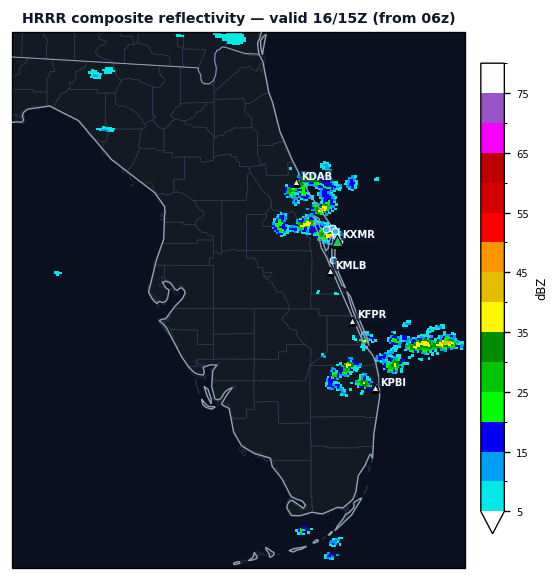 HRRR composite reflectivity — valid 16/15Z (from 06z)
75
65
55
45
35
25
15
5
dBZ
KDAB
KXMR
KMLB
KFPR
KPBI